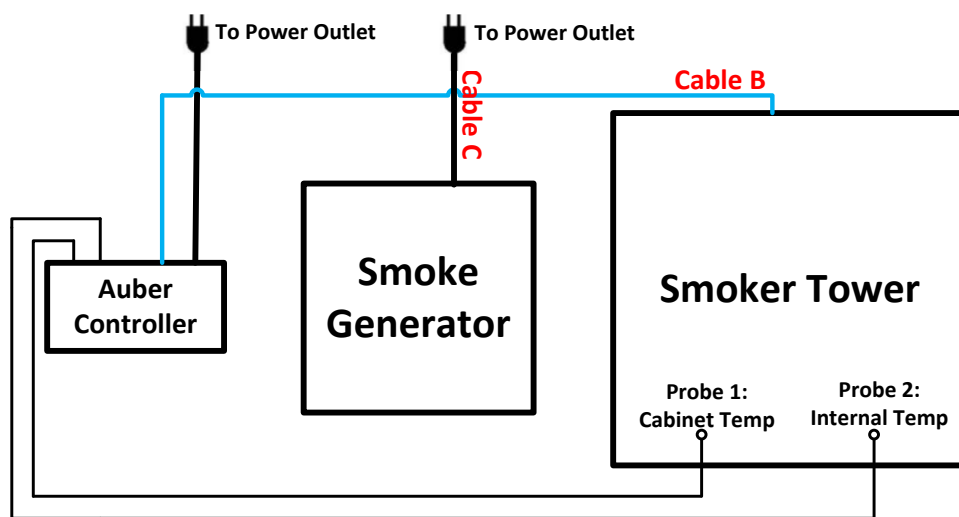 To Power Outlet
To Power Outlet
Cable B
Cable C
Smoke
Generator
Auber
Controller
Smoker Tower
Probe 1:
Cabinet Temp
Probe 2:
Internal Temp